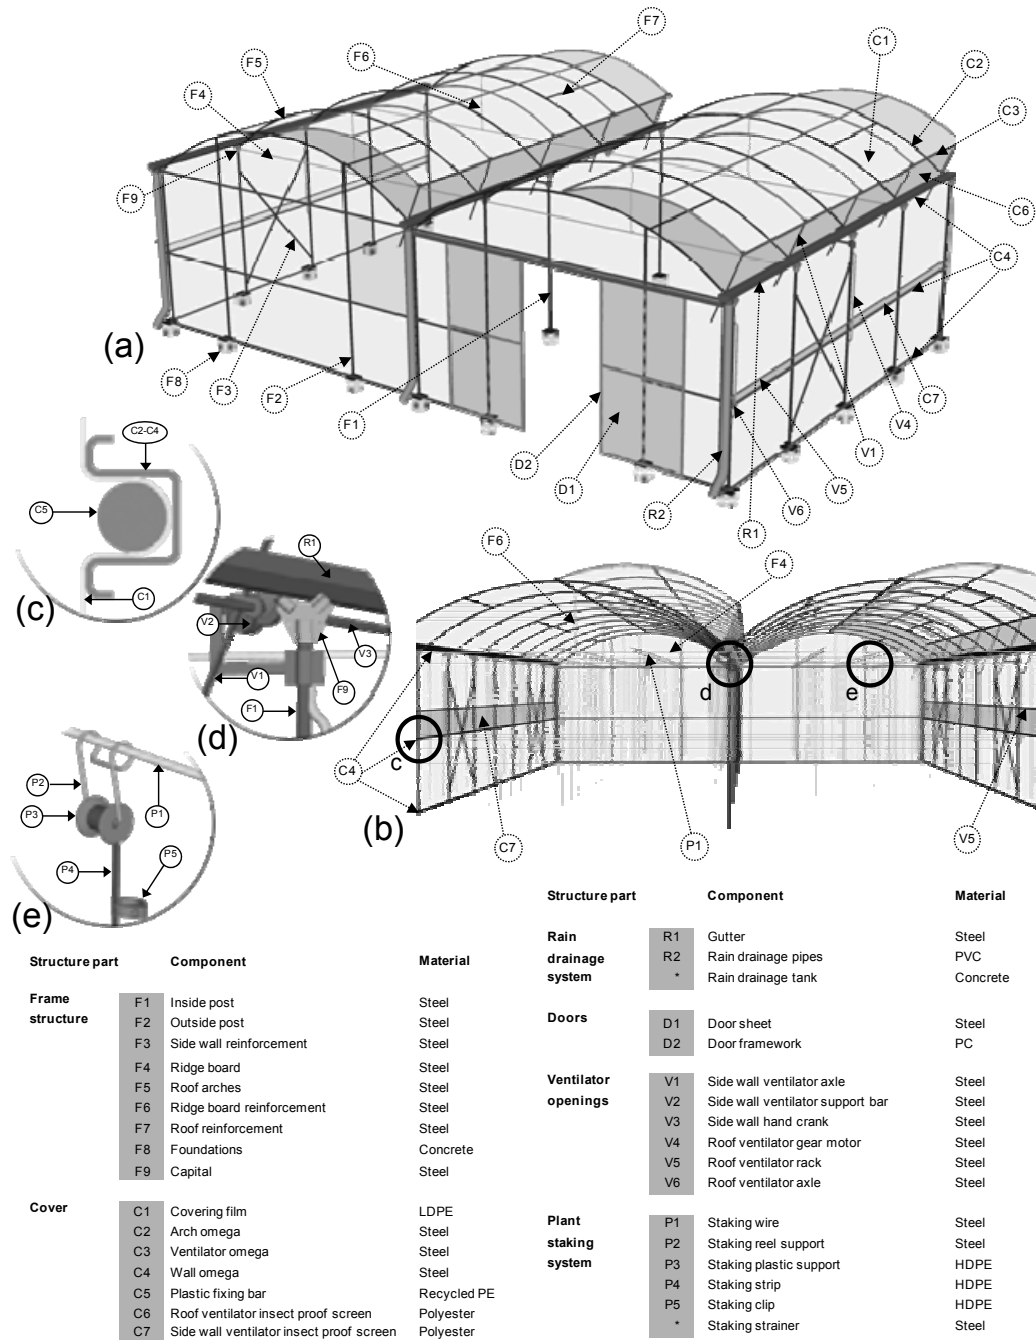 (a)
F7
F6
F5
F4
C1
C2
C3
F9
C6
C4
F8
F3
F2
F1
D2
D1
R2
R1
V6
V5
V1
V4
C7
C2-C4
C5
C1
(c)
R1
V2
V3
V1
F9
F1
(d)
F6
F4
d
e
c
C4
C7
P1
V5
(b)
P2
P3
P1
P4
P5
(e)
Structure part Component Material
Frame structure
F1 Inside post Steel
F2 Outside post Steel
F3 Side wall reinforcement Steel
F4 Ridge board Steel
F5 Roof arches Steel
F6 Ridge board reinforcement Steel
F7 Roof reinforcement Steel
F8 Foundations Concrete
F9 Capital Steel
Cover
C1 Covering film LDPE
C2 Arch omega Steel
C3 Ventilator omega Steel
C4 Wall omega Steel
C5 Plastic fixing bar Recycled PE
C6 Roof ventilator insect proof screen Polyester
C7 Side wall ventilator insect proof screen Polyester
Structure part Component Material
Rain drainage system
R1 Gutter Steel
R2 Rain drainage pipes PVC
* Rain drainage tank Concrete
Doors
D1 Door sheet Steel
D2 Door framework PC
Ventilator openings
V1 Side wall ventilator axle Steel
V2 Side wall ventilator support bar Steel
V3 Side wall hand crank Steel
V4 Roof ventilator gear motor Steel
V5 Roof ventilator rack Steel
V6 Roof ventilator axle Steel
Plant staking system
P1 Staking wire Steel
P2 Staking reel support Steel
P3 Staking plastic support HDPE
P4 Staking strip HDPE
P5 Staking clip HDPE
* Staking strainer Steel